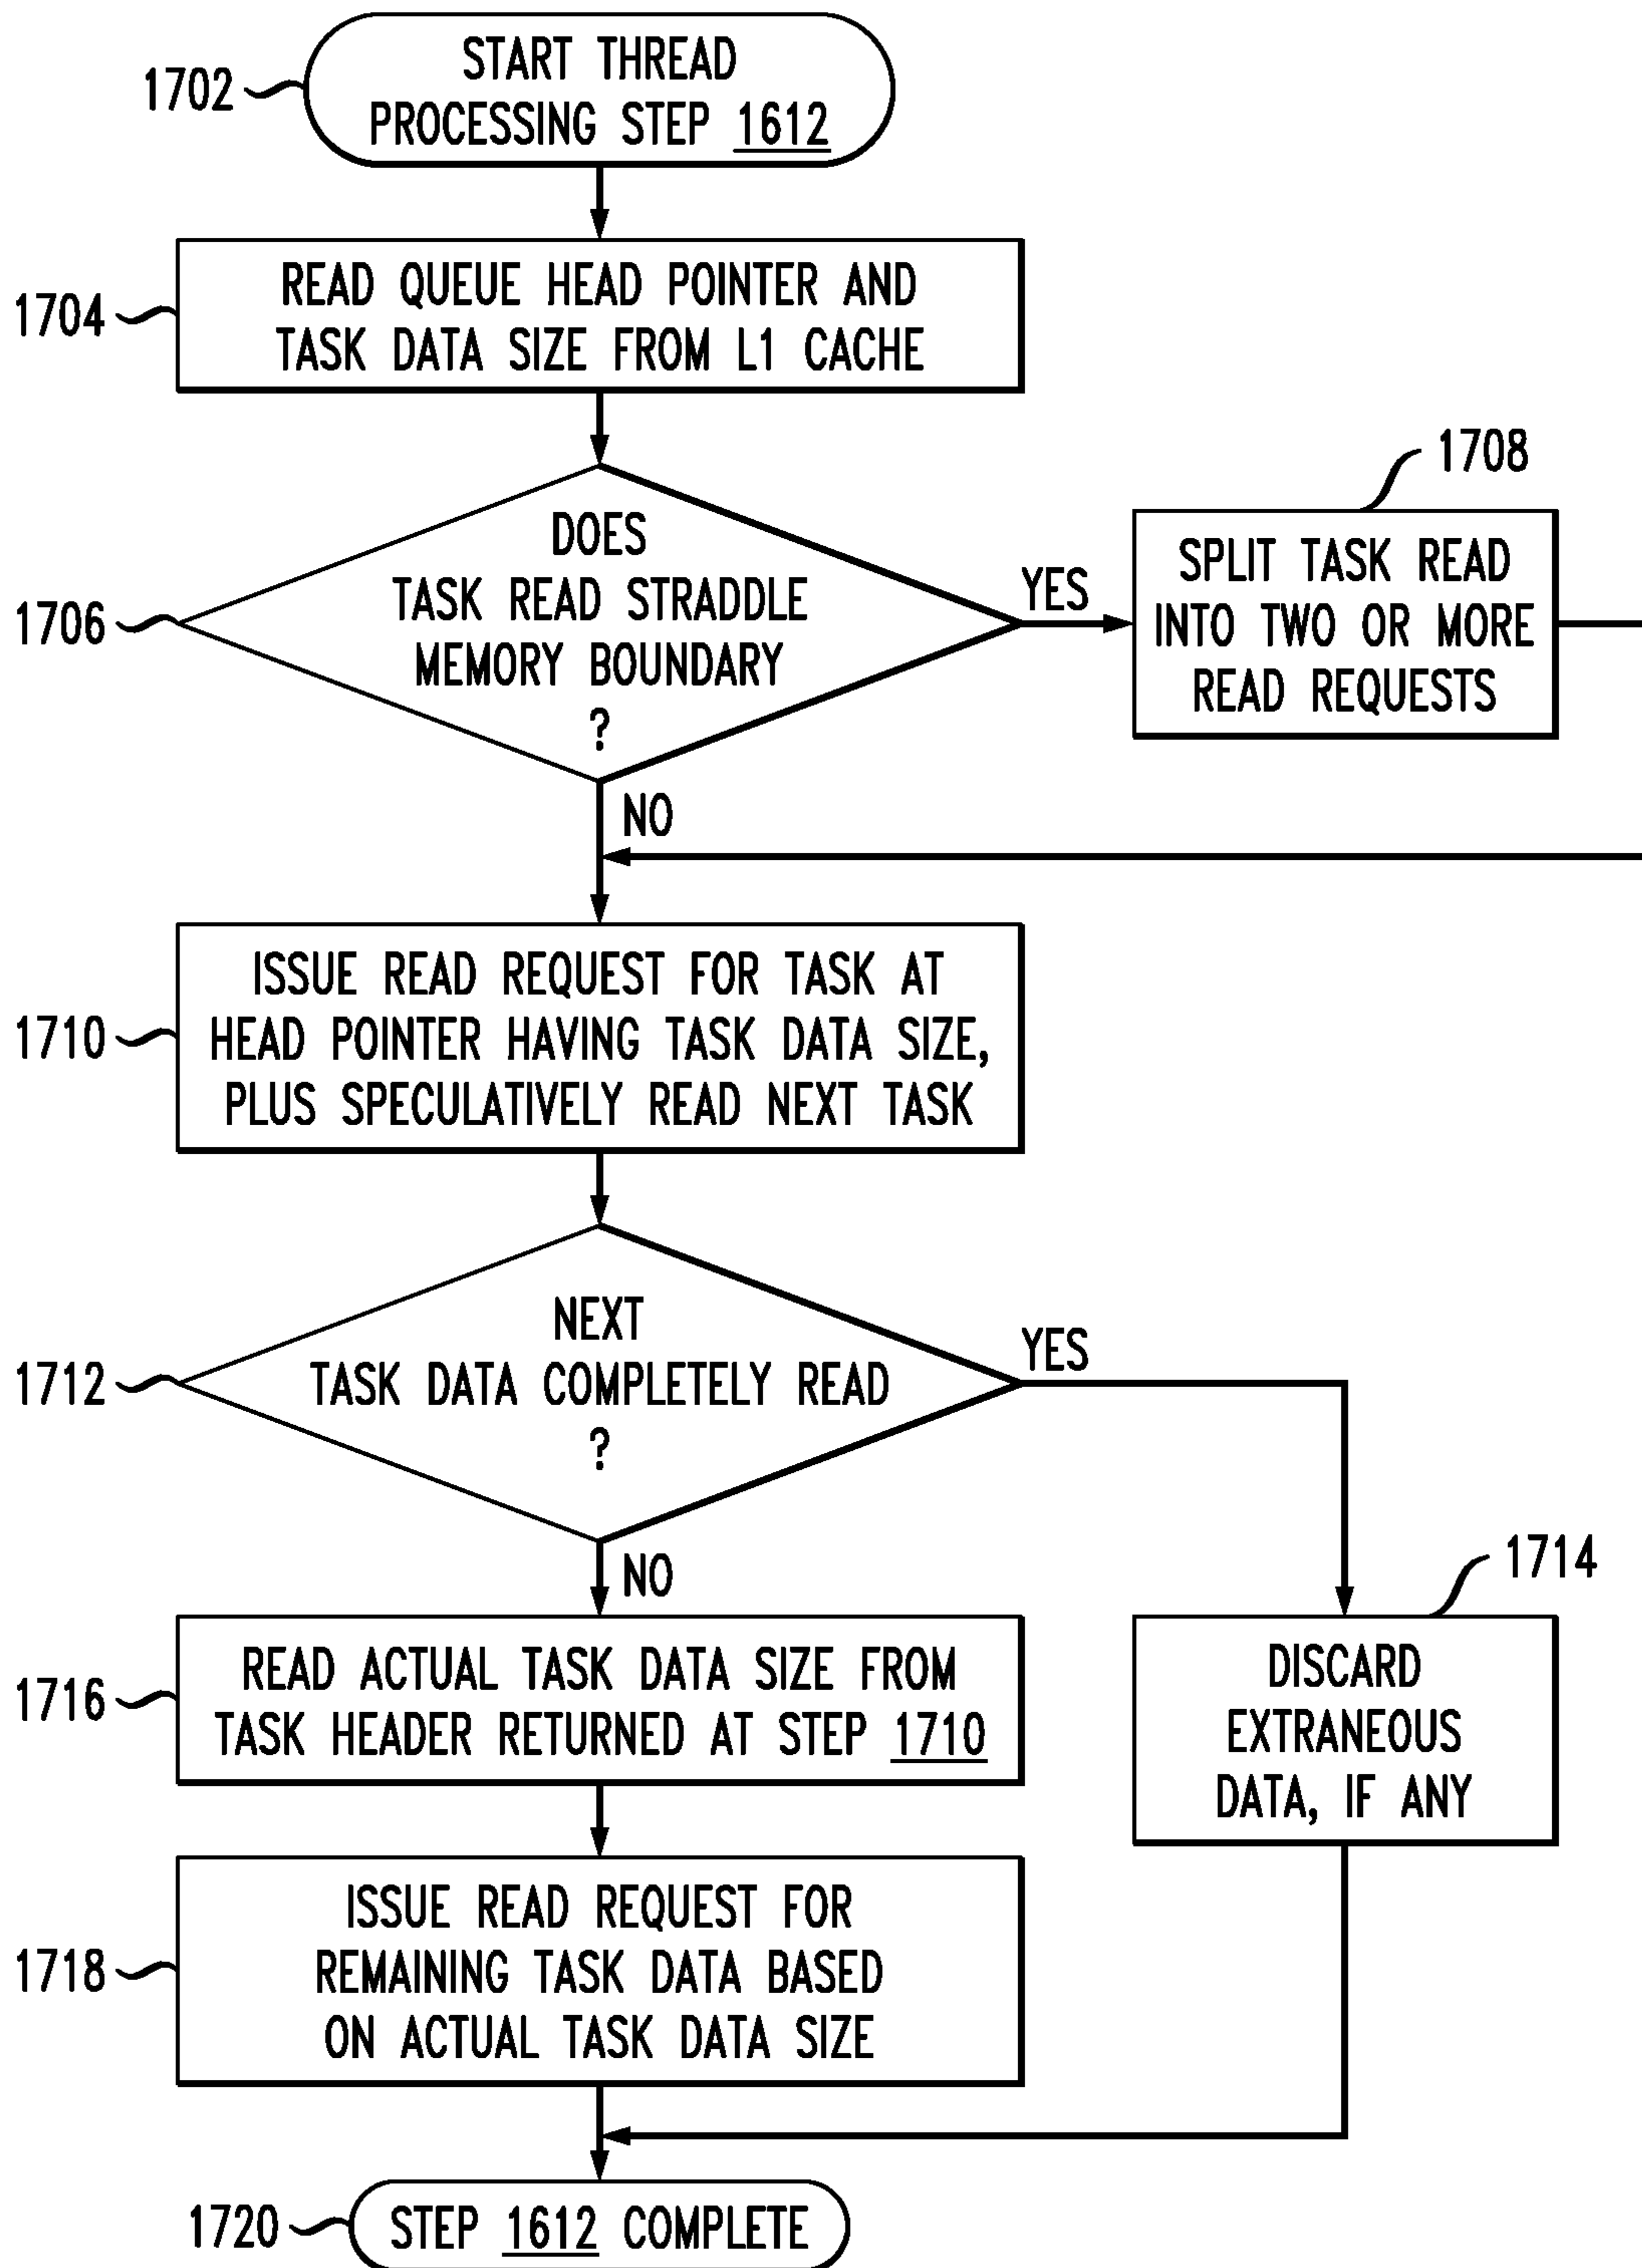 START THREAD
PROCESSING STEP 1612
1702
READ QUEUE HEAD POINTER AND
TASK DATA SIZE FROM L1 CACHE
1704
DOES
TASK READ STRADDLE
MEMORY BOUNDARY
?
1706
YES
1708
SPLIT TASK READ
INTO TWO OR MORE
READ REQUESTS
NO
ISSUE READ REQUEST FOR TASK AT
HEAD POINTER HAVING TASK DATA SIZE,
PLUS SPECULATIVELY READ NEXT TASK
1710
NEXT
TASK DATA COMPLETELY READ
?
1712
YES
NO
1714
DISCARD
EXTRANEOUS
DATA, IF ANY
READ ACTUAL TASK DATA SIZE FROM
TASK HEADER RETURNED AT STEP 1710
1716
ISSUE READ REQUEST FOR
REMAINING TASK DATA BASED
ON ACTUAL TASK DATA SIZE
1718
1720
STEP 1612 COMPLETE